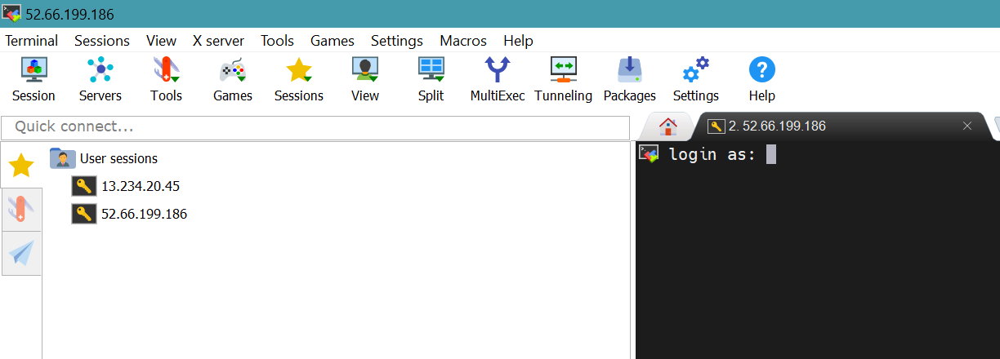 52.66.199.186
Terminal Sessions View X server Tools Games Settings Macros Help
Session Servers Tools Games Sessions View Split MultiExec Tunneling Packages Settings Help
Quick connect...
2. 52.66.199.186
User sessions
13.234.20.45
52.66.199.186
login as: